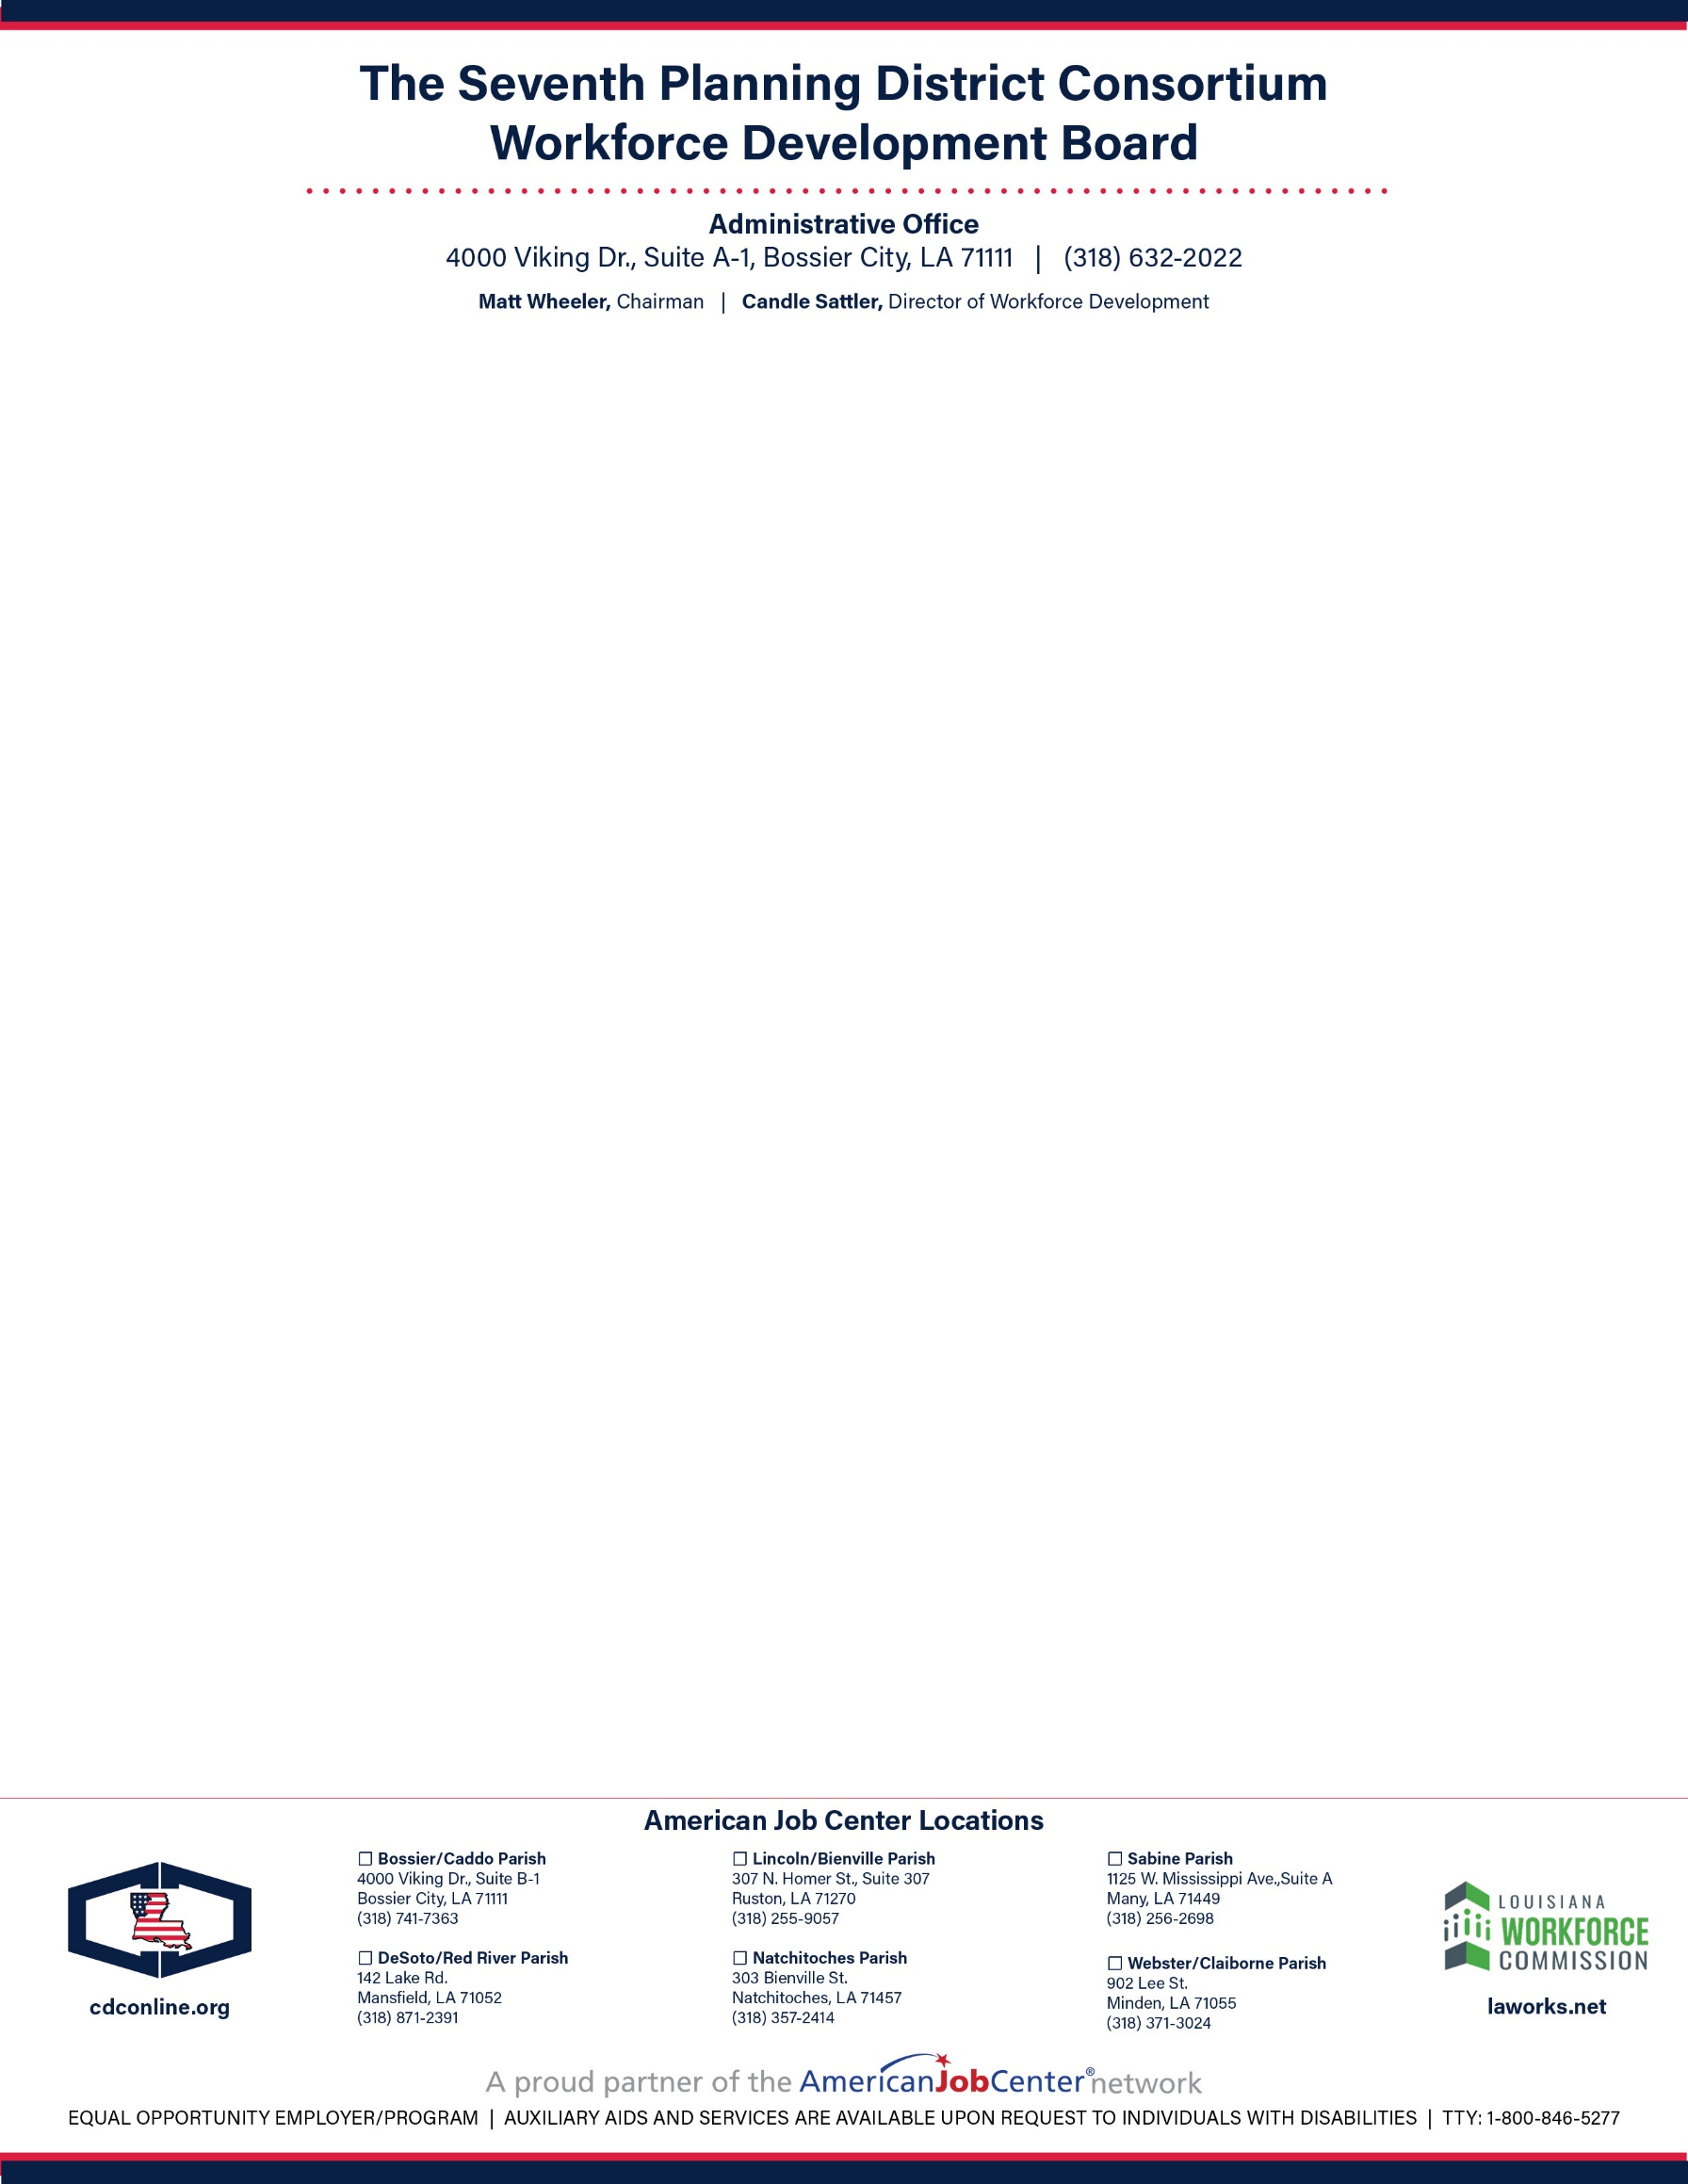 The Seventh Planning District Consortium
Workforce Development Board
Administrative Office
4000 Viking Dr., Suite A-1, Bossier City, LA 71111 | (318) 632-2022
Matt Wheeler, Chairman | Candle Sattler, Director of Workforce Development
American Job Center Locations
☐ Bossier/Caddo Parish
4000 Viking Dr., Suite B-1
Bossier City, LA 71111
(318) 741-7363
☐ DeSoto/Red River Parish
142 Lake Rd.
Mansfield, LA 71052
(318) 871-2391
☐ Lincoln/Bienville Parish
307 N. Homer St., Suite 307
Ruston, LA 71270
(318) 255-9057
☐ Natchitoches Parish
303 Bienville St.
Natchitoches, LA 71457
(318) 357-2414
☐ Sabine Parish
1125 W. Mississippi Ave.,Suite A
Many, LA 71449
(318) 256-2698
☐ Webster/Claiborne Parish
902 Lee St.
Minden, LA 71055
(318) 371-3024
cdconline.org
LOUISIANA
WORKFORCE
COMMISSION
laworks.net
A proud partner of the AmericanJobCenter® network
EQUAL OPPORTUNITY EMPLOYER/PROGRAM | AUXILIARY AIDS AND SERVICES ARE AVAILABLE UPON REQUEST TO INDIVIDUALS WITH DISABILITIES | TTY: 1-800-846-5277